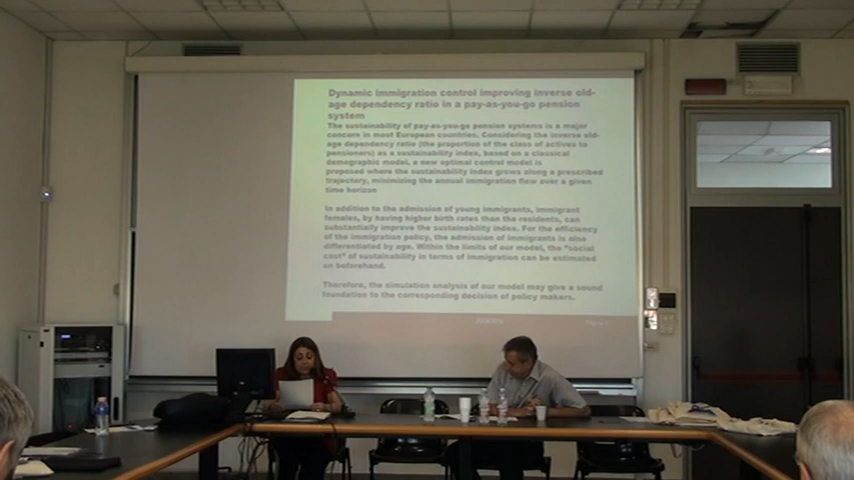 Dynamic immigration control improving inverse old-
age dependency ratio in a pay-as-you-go pension
system
The sustainability of pay-as-you-go pension systems is a major
concern in most European countries. Considering the inverse old-
age dependency ratio (the proportion of the class of actives to
pensioners) as a sustainability index, based on a classical
demographic model, a new optimal control model is
proposed where the sustainability index grows along a prescribed
trajectory, minimizing the annual immigration flow over a given
time horizon
In addition to the admission of young immigrants, immigrant
females, by having higher birth rates than the residents, can
substantially improve the sustainability index. For the efficiency
of the immigration policy, the admission of immigrants is also
differentiated by age. Within the limits of our model, the "social
cost" of sustainability in terms of immigration can be estimated
on beforehand.
Therefore, the simulation analysis of our model may give a sound
foundation to the corresponding decision of policy makers.